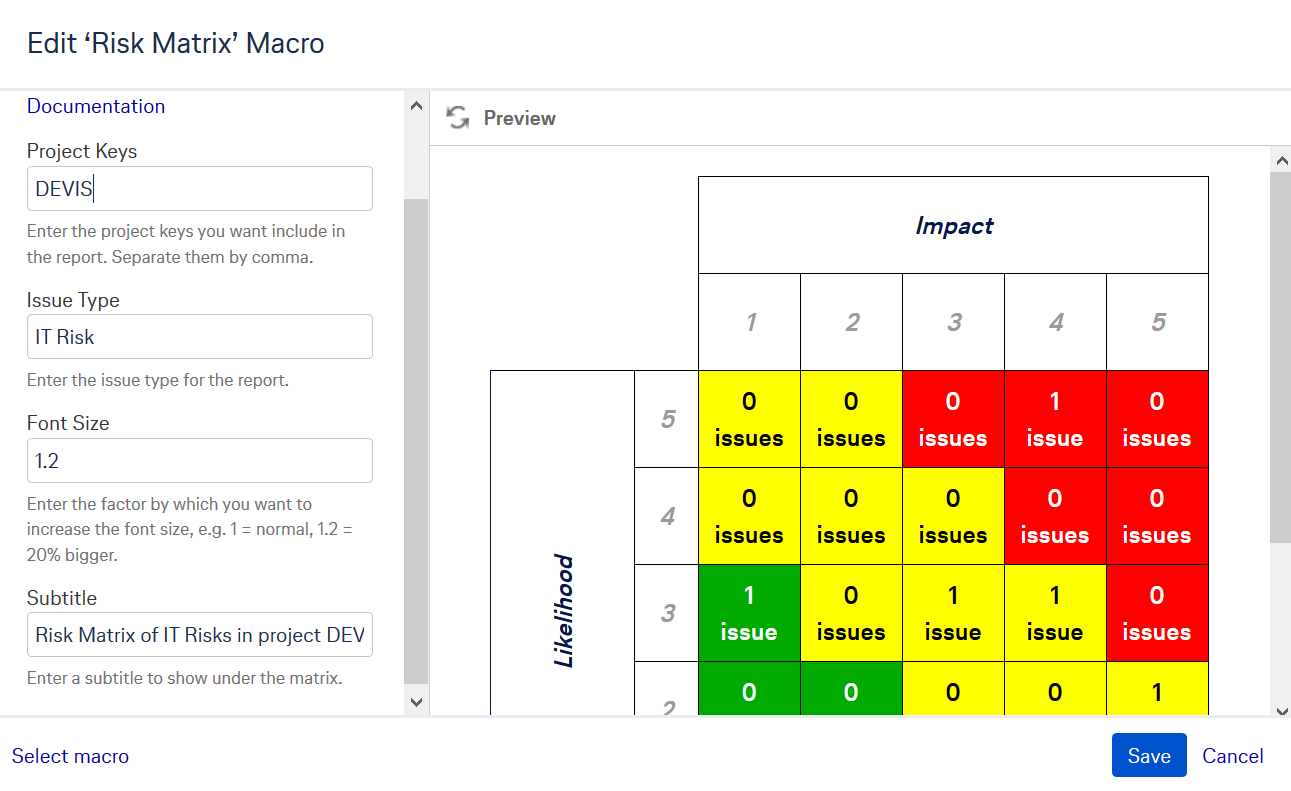 Edit ‘Risk Matrix’ Macro
Documentation
Project Keys
DEVIS
Enter the project keys you want include in
the report. Separate them by comma.
Issue Type
IT Risk
Enter the issue type for the report.
Font Size
1.2
Enter the factor by which you want to
increase the font size, e.g. 1 = normal, 1.2 =
20% bigger.
Subtitle
Risk Matrix of IT Risks in project DEV
Enter a subtitle to show under the matrix.
Preview
Impact
1 2 3 4 5
Likelihood
5
0 0 0 1 0
issues issues issues issue issues
4
0 0 0 0 0
issues issues issues issues issues
3
1 0 1 1 0
issue issues issue issue issues
2
0 0 0 0 1
Select macro
Save Cancel